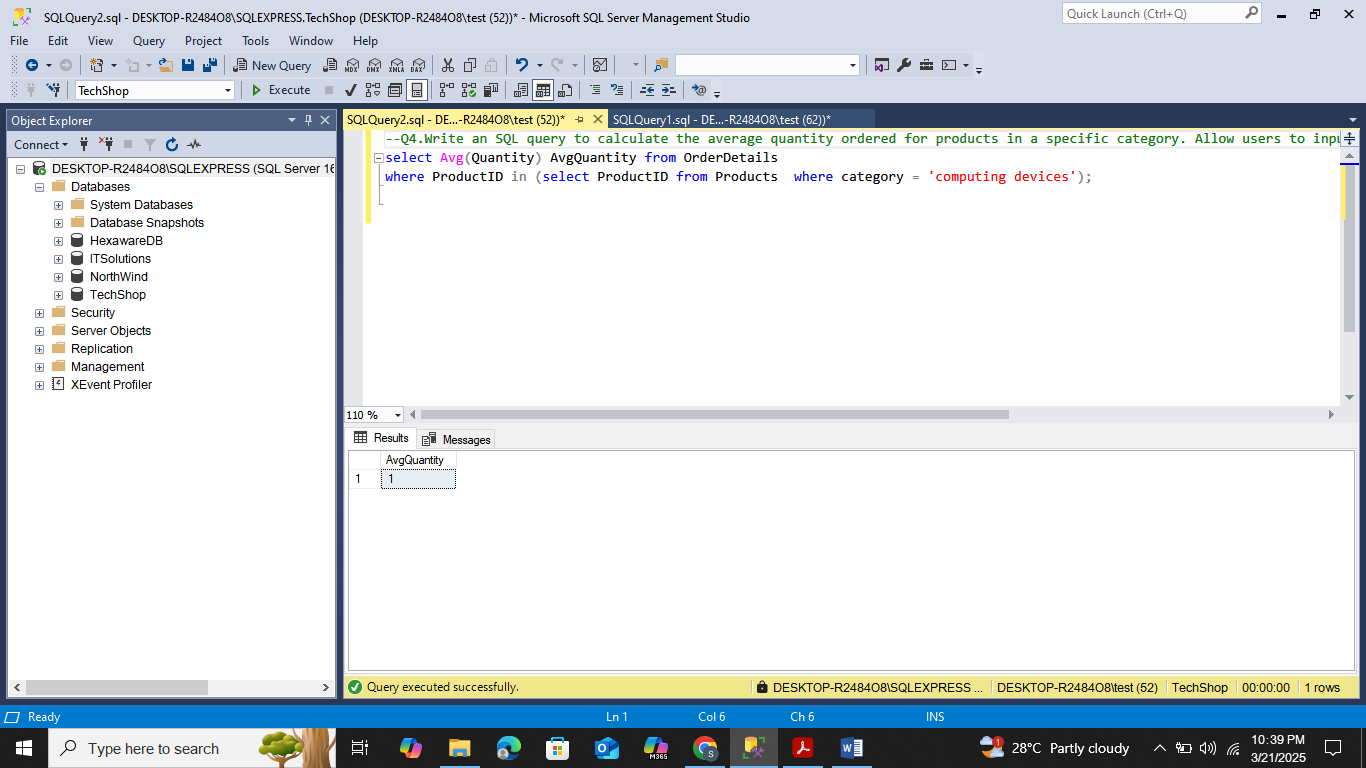 SQLQuery2.sql - DESKTOP-R2484O8\SQLEXPRESS.TechShop (DESKTOP-R2484O8\test (52))* - Microsoft SQL Server Management Studio
Quick Launch (Ctrl+Q)
File Edit View Query Project Tools Window Help
New Query MDX DMX XMLA DAX
TechShop Execute
Object Explorer
SQLQuery2.sql - DE...-R2484O8\test (52))* SQLQuery1.sql - DE...-R2484O8\test (62))*
Connect
DESKTOP-R2484O8\SQLEXPRESS (SQL Server 16
Databases
System Databases
Database Snapshots
HexawareDB
ITSolutions
NorthWind
TechShop
Security
Server Objects
Replication
Management
XEvent Profiler
--Q4.Write an SQL query to calculate the average quantity ordered for products in a specific category. Allow users to inpu
select Avg(Quantity) AvgQuantity from OrderDetails
where ProductID in (select ProductID from Products  where category = 'computing devices');
110 %
Results Messages
AvgQuantity
1 1
Query executed successfully. DESKTOP-R2484O8\SQLEXPRESS ... DESKTOP-R2484O8\test (52) TechShop 00:00:00 1 rows
Ready Ln 1 Col 6 Ch 6 INS
Type here to search M365 1 28°C Partly cloudy 10:39 PM
3/21/2025